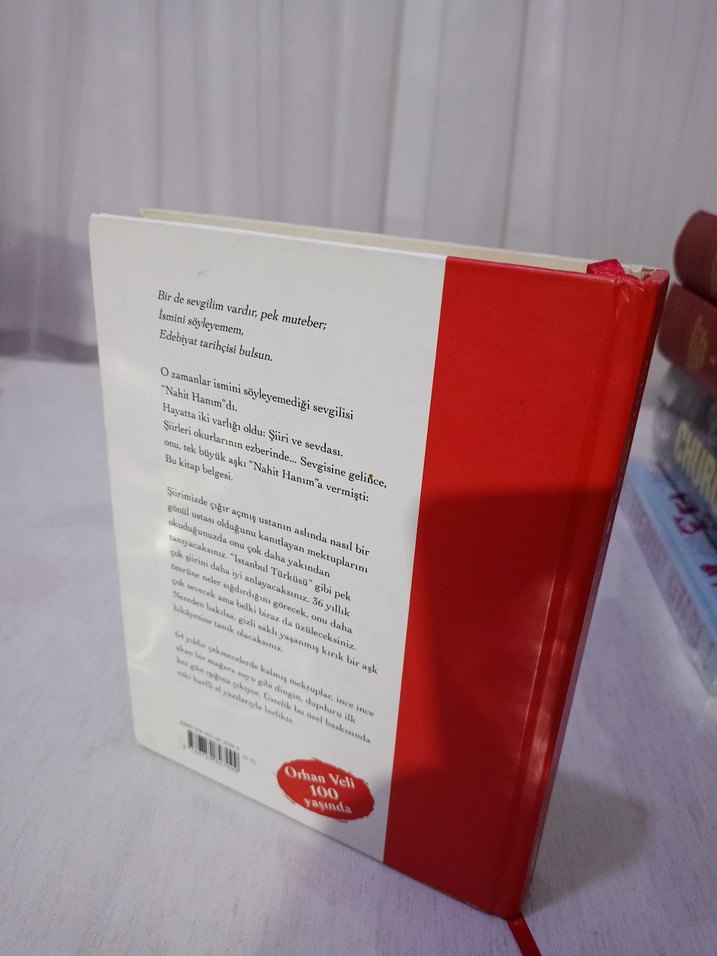 Bir de sevgilim vardır, pek muteber;
İsmini söyleyemem,
Edebiyat tarihçisi bulsun.
O zamanlar ismini söyleyemediği sevgilisi
"Nahit Hanım"dı.
Hayatta iki varlığı oldu: Şiiri ve sevdası.
Şiirleri okurlarının ezberinde... Sevgisine gelince,
onu, tek büyük aşkı "Nahit Hanım"a vermişti:
Bu kitap belgesi.
Şiirimizde çığır açmış ustanın aslında nasıl bir
gönül ustası olduğunu kanıtlayan mektuplarını
okuduğunuzda onu çok daha yakından
tanıyacaksınız. "İstanbul Türküsü" gibi pek
çok şiirini daha iyi anlayacaksınız. 36 yıllık
ömrüne neler sığdırdığını görecek, onu daha
çok sevecek ama belki biraz da üzüleceksiniz.
Nereden bakılsa, gizli saklı yaşanmış kırık bir aşk
hikâyesine tanık olacaksınız.
64 yıldır çekmecelerde kalmış mektuplar, ince ince
akan bir mağara suyu gibi dingin, dupduru ilk
kez gün ışığına çıkıyor. Üstelik bu özel baskısında
eski harfli el yazılarıyla birlikte.
Orhan Veli
100
yaşında